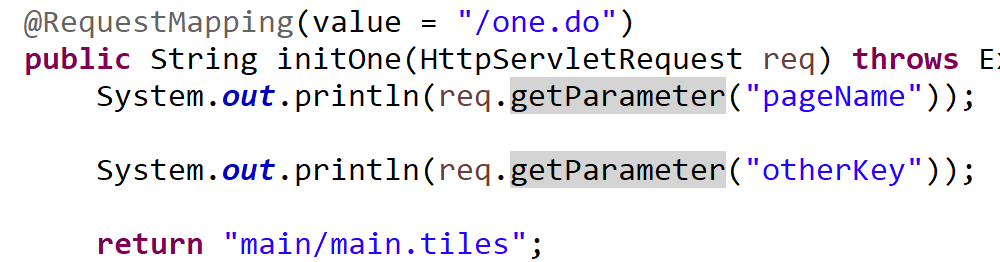 @RequestMapping(value = "/one.do")
public String initOne(HttpServletRequest req) throws Ex
System.out.println(req.getParameter("pageName"));
System.out.println(req.getParameter("otherKey"));
return "main/main.tiles";